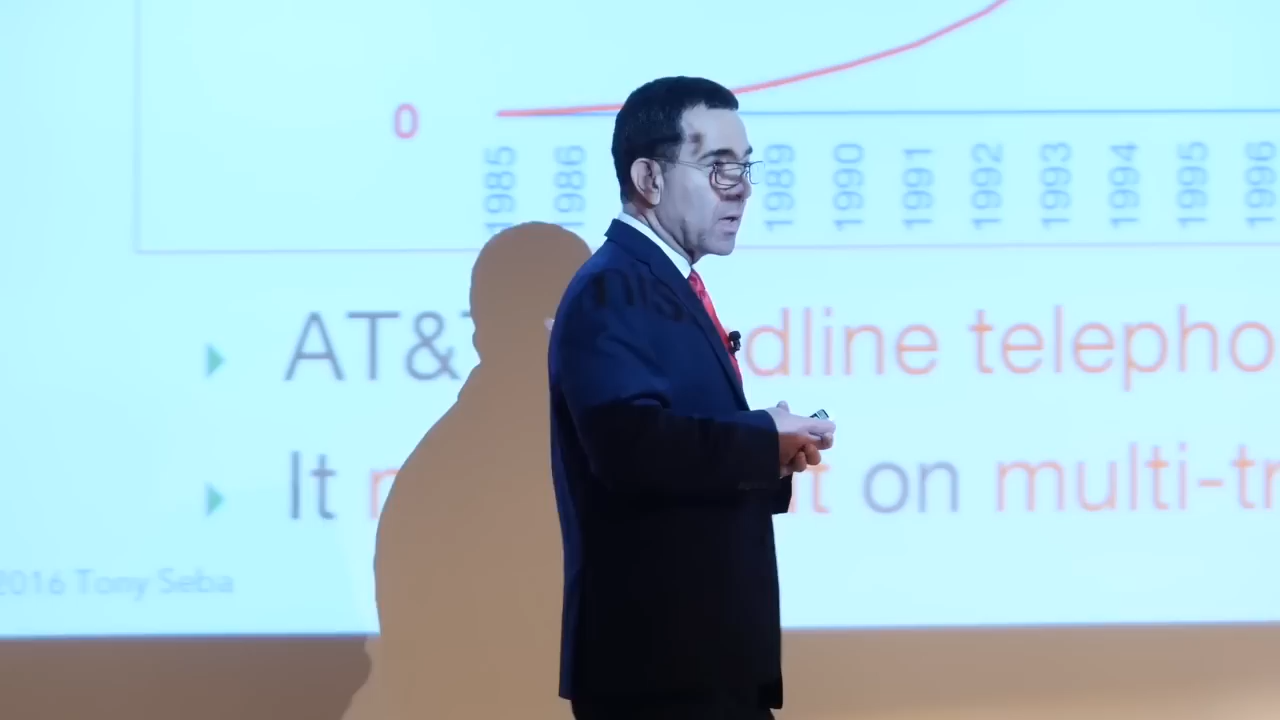 0
1985 1986 1989 1990 1991 1992 1993 1994 1995 1996
AT&T dline telepho
It on multi-tr
2016 Tony Seba